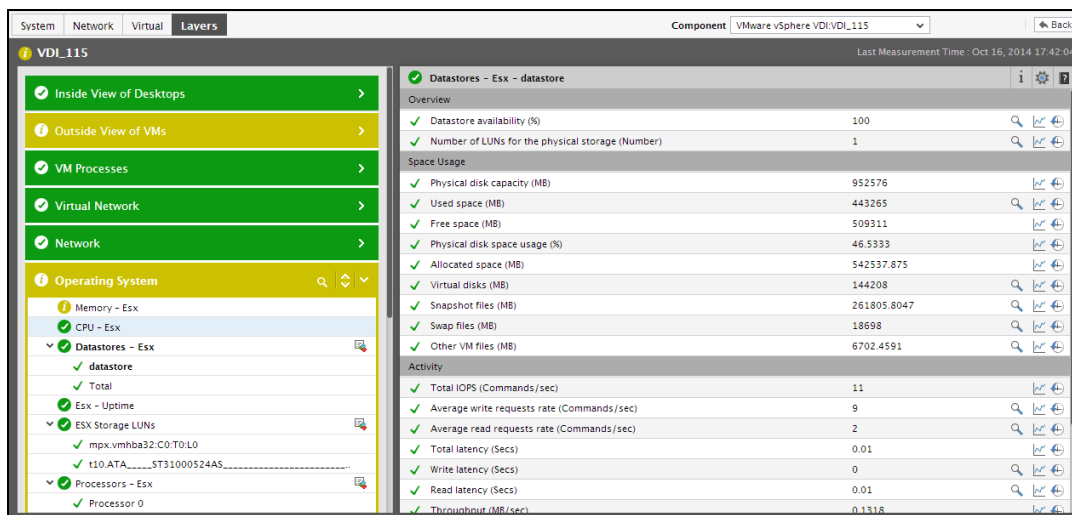 System Network Virtual Layers Component VMware vSphere VDI:VDI_115 Back
VDI_115 Last Measurement Time : Oct 16, 2014 17:42:04
Inside View of Desktops
Outside View of VMs
VM Processes
Virtual Network
Network
Operating System
Memory - Esx
CPU - Esx
Datastores - Esx
datastore
Total
Esx - Uptime
ESX Storage LUNs
mpx.vmhba32:C0:T0:L0
t10.ATA_____ST31000524AS________________________...
Processors - Esx
Processor 0
Datastores - Esx - datastore
Overview
Datastore availability (%) 100
Number of LUNs for the physical storage (Number) 1
Space Usage
Physical disk capacity (MB) 952576
Used space (MB) 443265
Free space (MB) 509311
Physical disk space usage (%) 46.5333
Allocated space (MB) 542537.875
Virtual disks (MB) 144208
Snapshot files (MB) 261805.8047
Swap files (MB) 18698
Other VM files (MB) 6702.4591
Activity
Total IOPS (Commands/sec) 11
Average write requests rate (Commands/sec) 9
Average read requests rate (Commands/sec) 2
Total latency (Secs) 0.01
Write latency (Secs) 0
Read latency (Secs) 0.01
Throughput (MB/sec) 0.1318